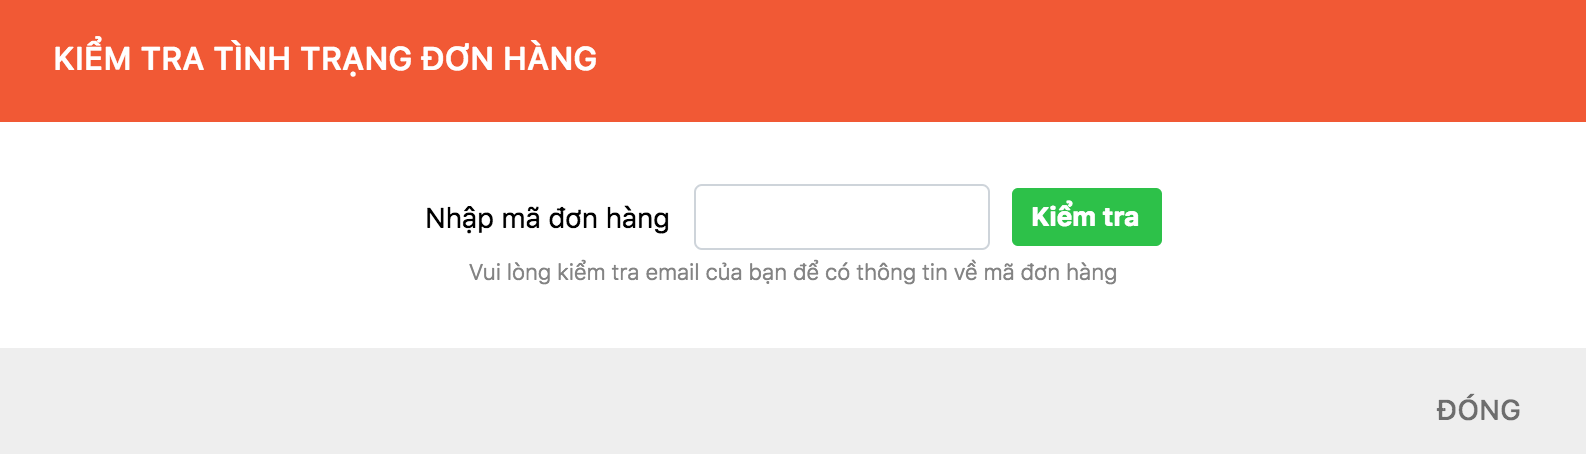 KIỂM TRA TÌNH TRẠNG ĐƠN HÀNG
Nhập mã đơn hàng
Kiểm tra
Vui lòng kiểm tra email của bạn để có thông tin về mã đơn hàng
ĐÓNG